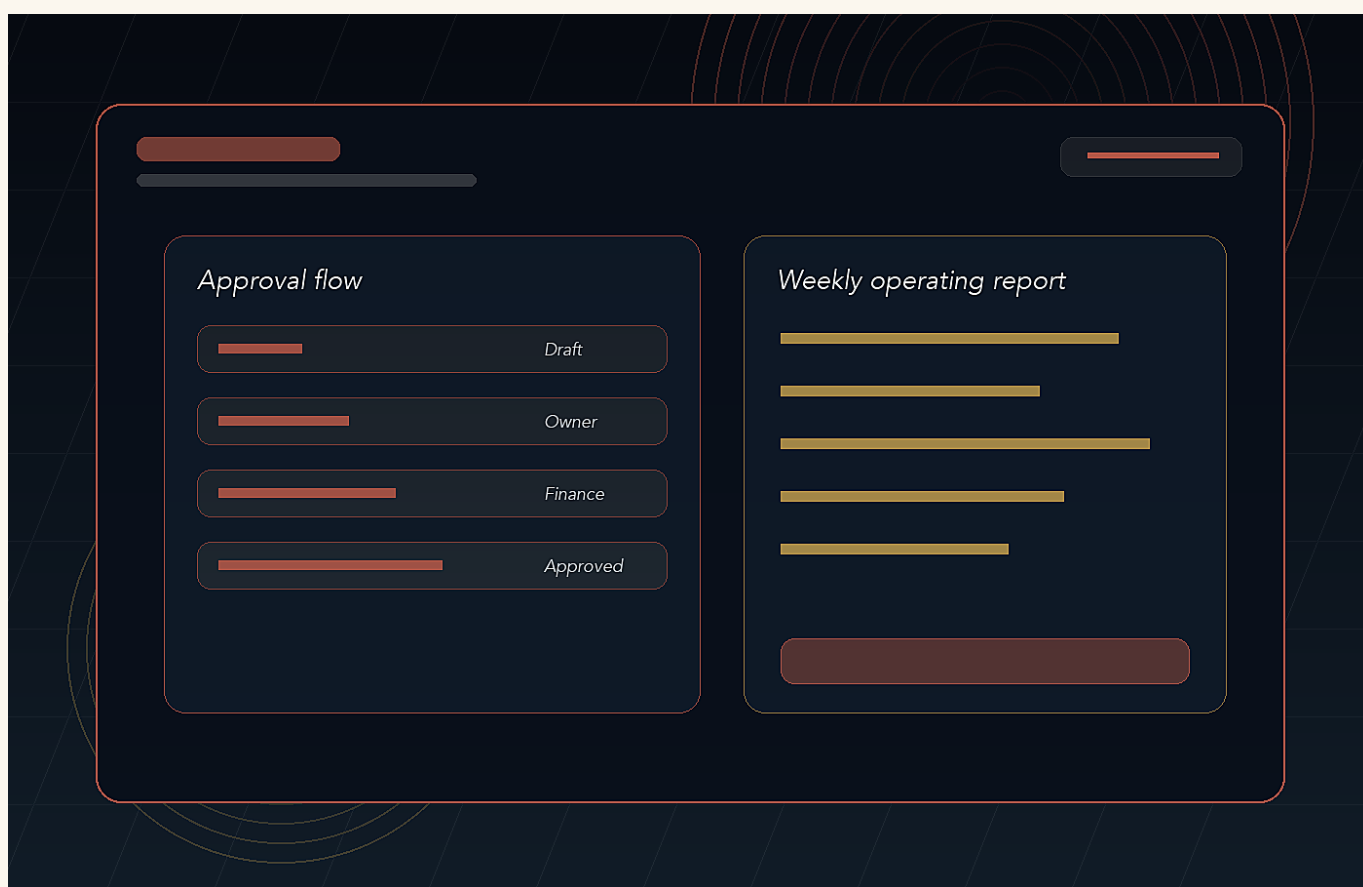 Approval flow
Draft
Owner
Finance
Approved
Weekly operating report